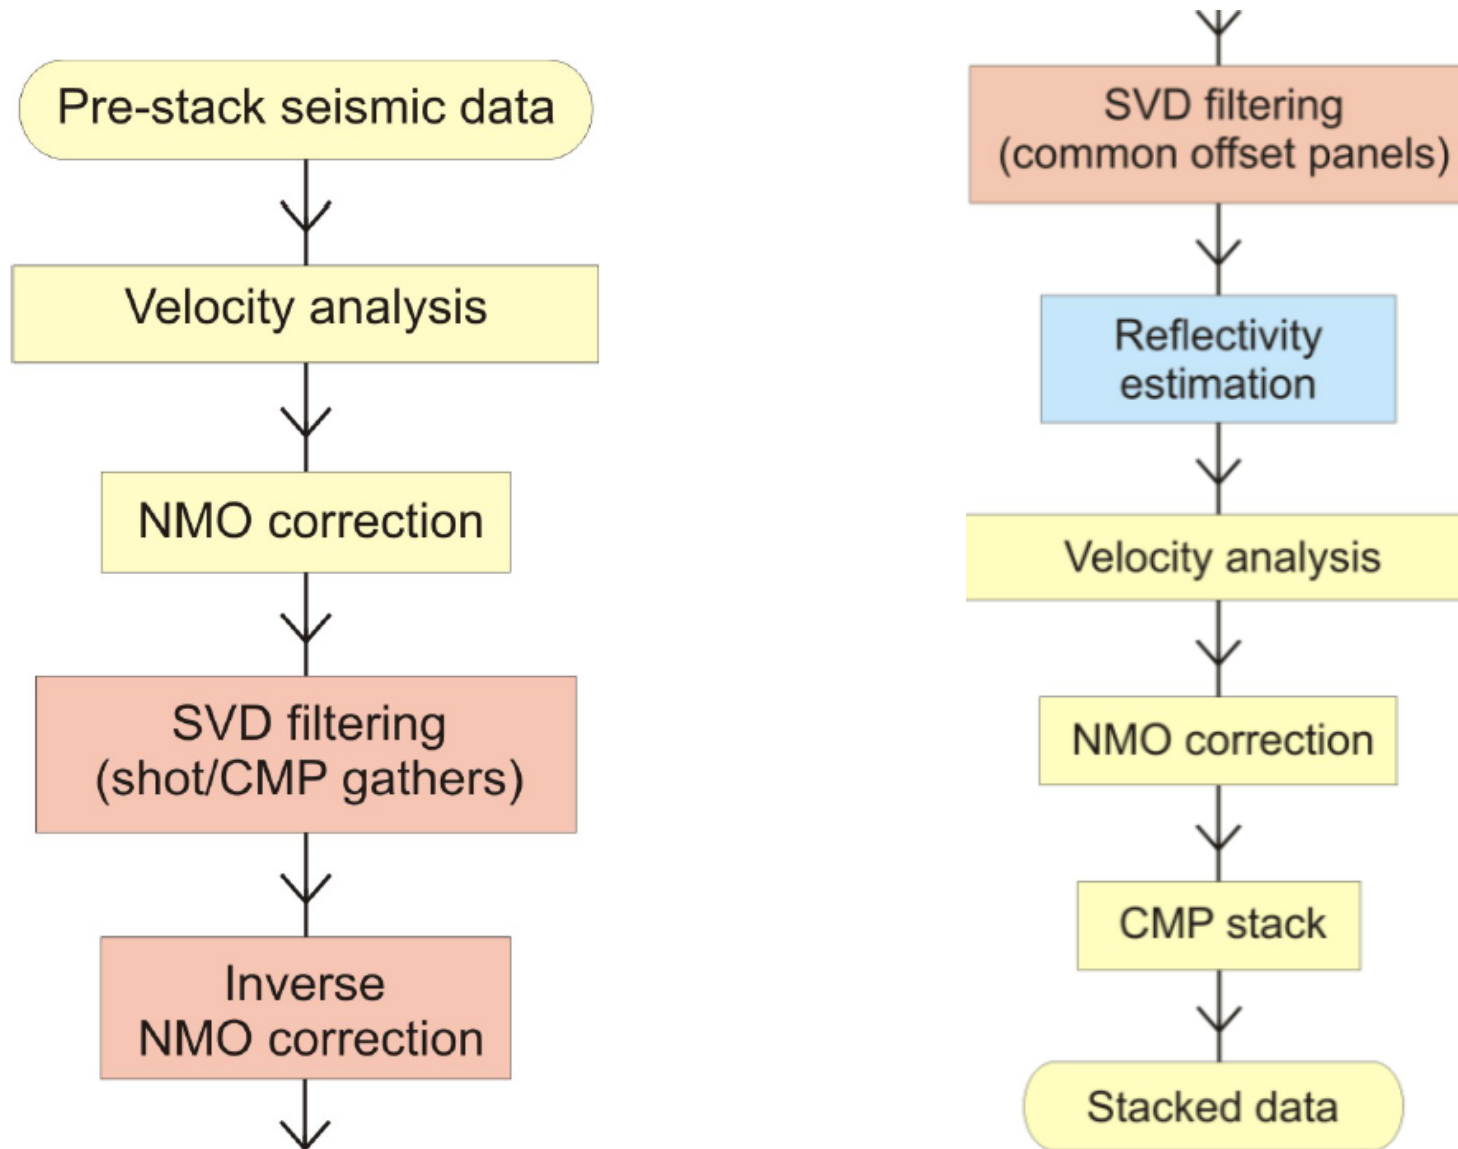 Pre-stack seismic data
Velocity analysis
NMO correction
SVD filtering
(shot/CMP gathers)
Inverse
NMO correction
SVD filtering
(common offset panels)
Reflectivity
estimation
Velocity analysis
NMO correction
CMP stack
Stacked data